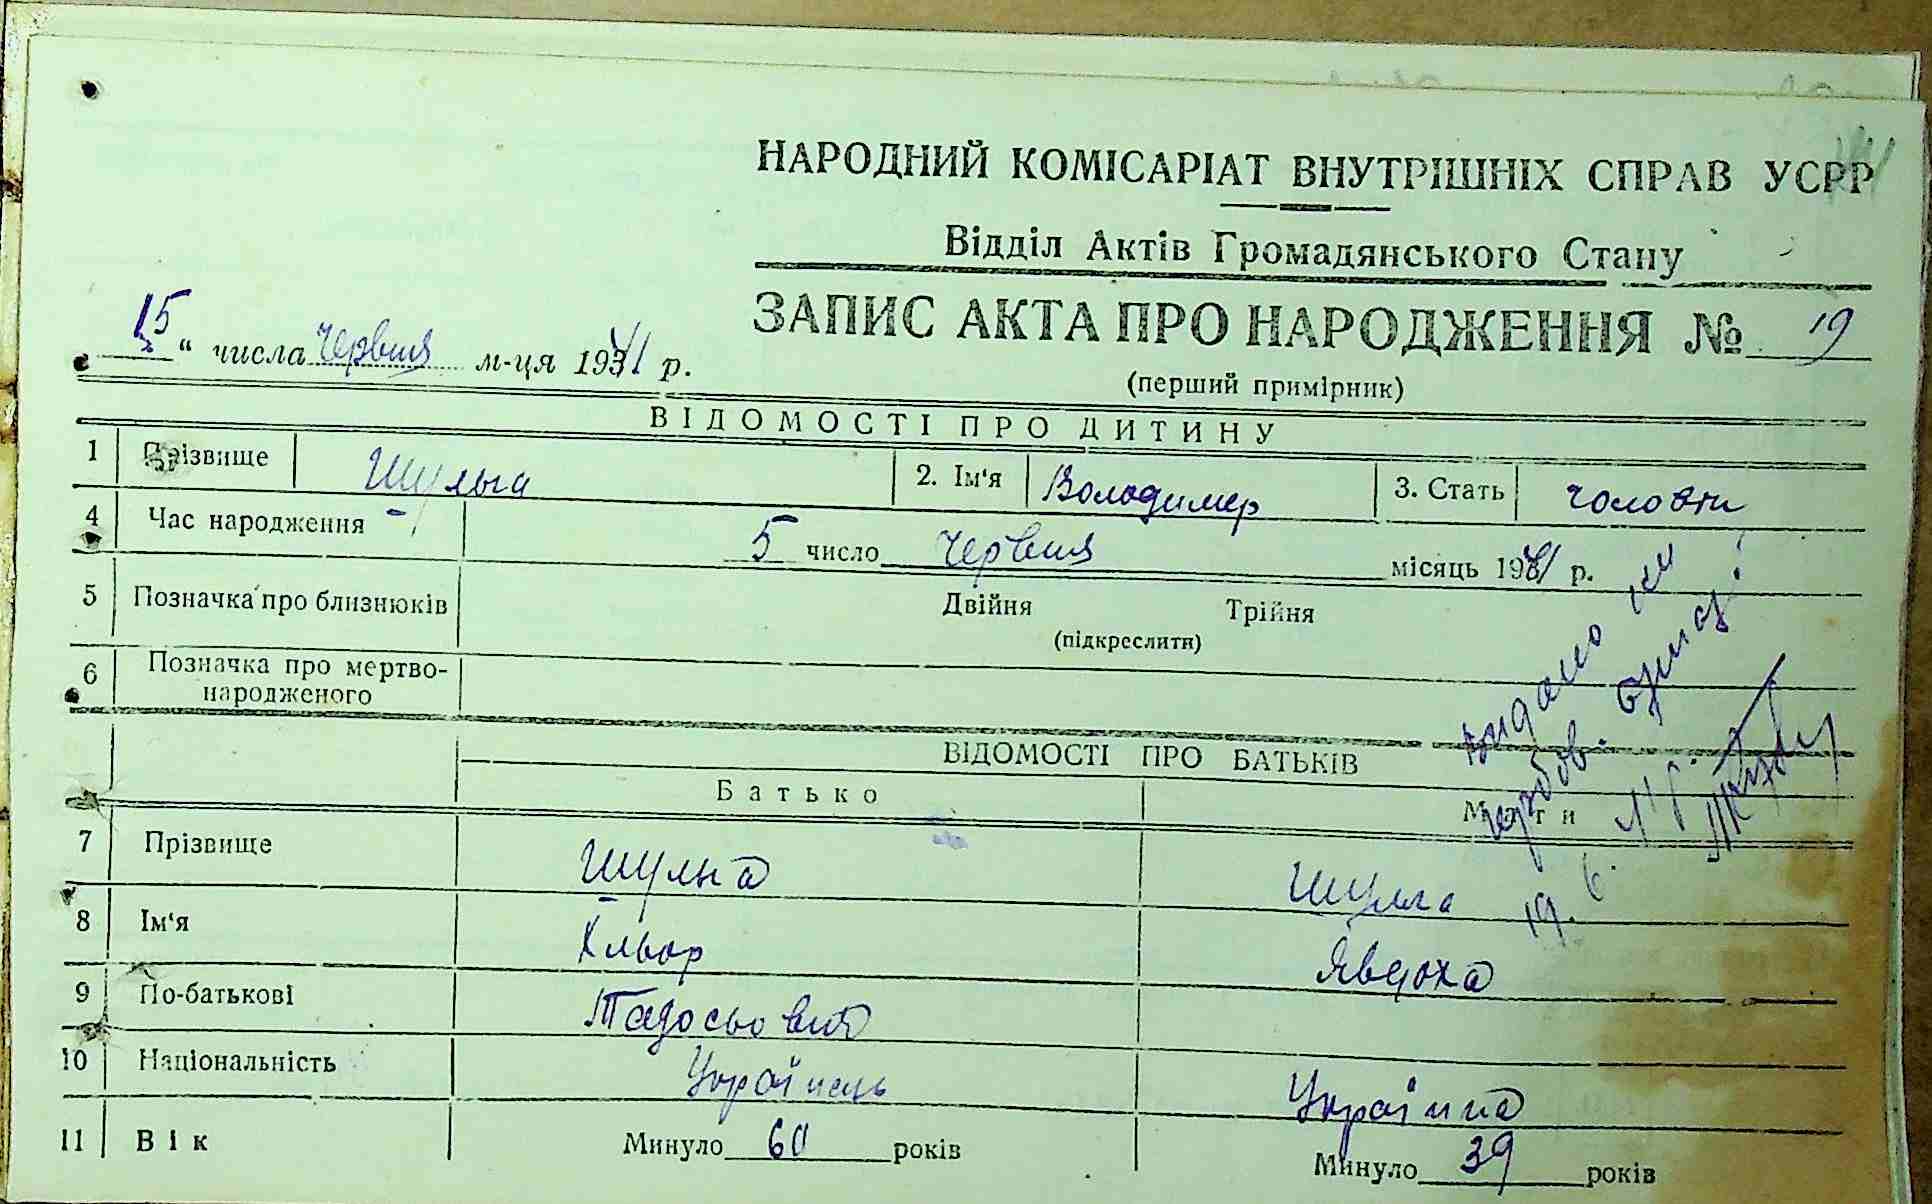 НАРОДНИЙ КОМІСАРІАТ ВНУТРІШНІХ СПРАВ УСРР
Відділ Актів Громадянського Стану
ЗАПИС АКТА ПРО НАРОДЖЕННЯ № 19
(перший примірник)
15 " числа червня м-ця 1941 р.
ВІДОМОСТІ ПРО ДИТИНУ
1 Прізвище Шульга 2. Ім'я Володимер 3. Стать
4 Час народження 5 число червня місяць 1941 р.
5 Позначка про близнюків Двійня Трійня
(підкреслити)
6 Позначка про мертво-
народженого
Видано
19. 6.
ВІДОМОСТІ ПРО БАТЬКІВ
Батько Мати
7 Прізвище Шульга Шульга
8 Ім'я Явдоха
9 По-батькові Тадосьович
10 Національність Українець Українка
11 Вік Минуло 60 років Минуло 39 років